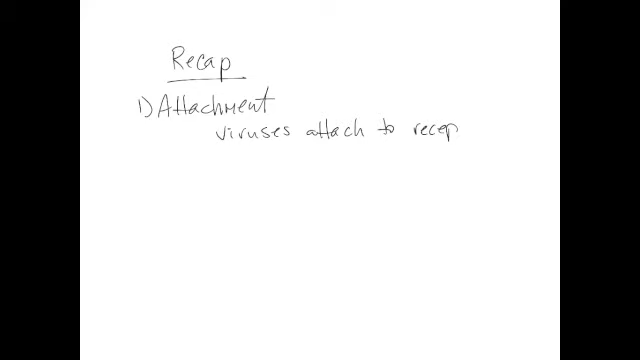 Recap
1) Attachment
viruses attach to recep